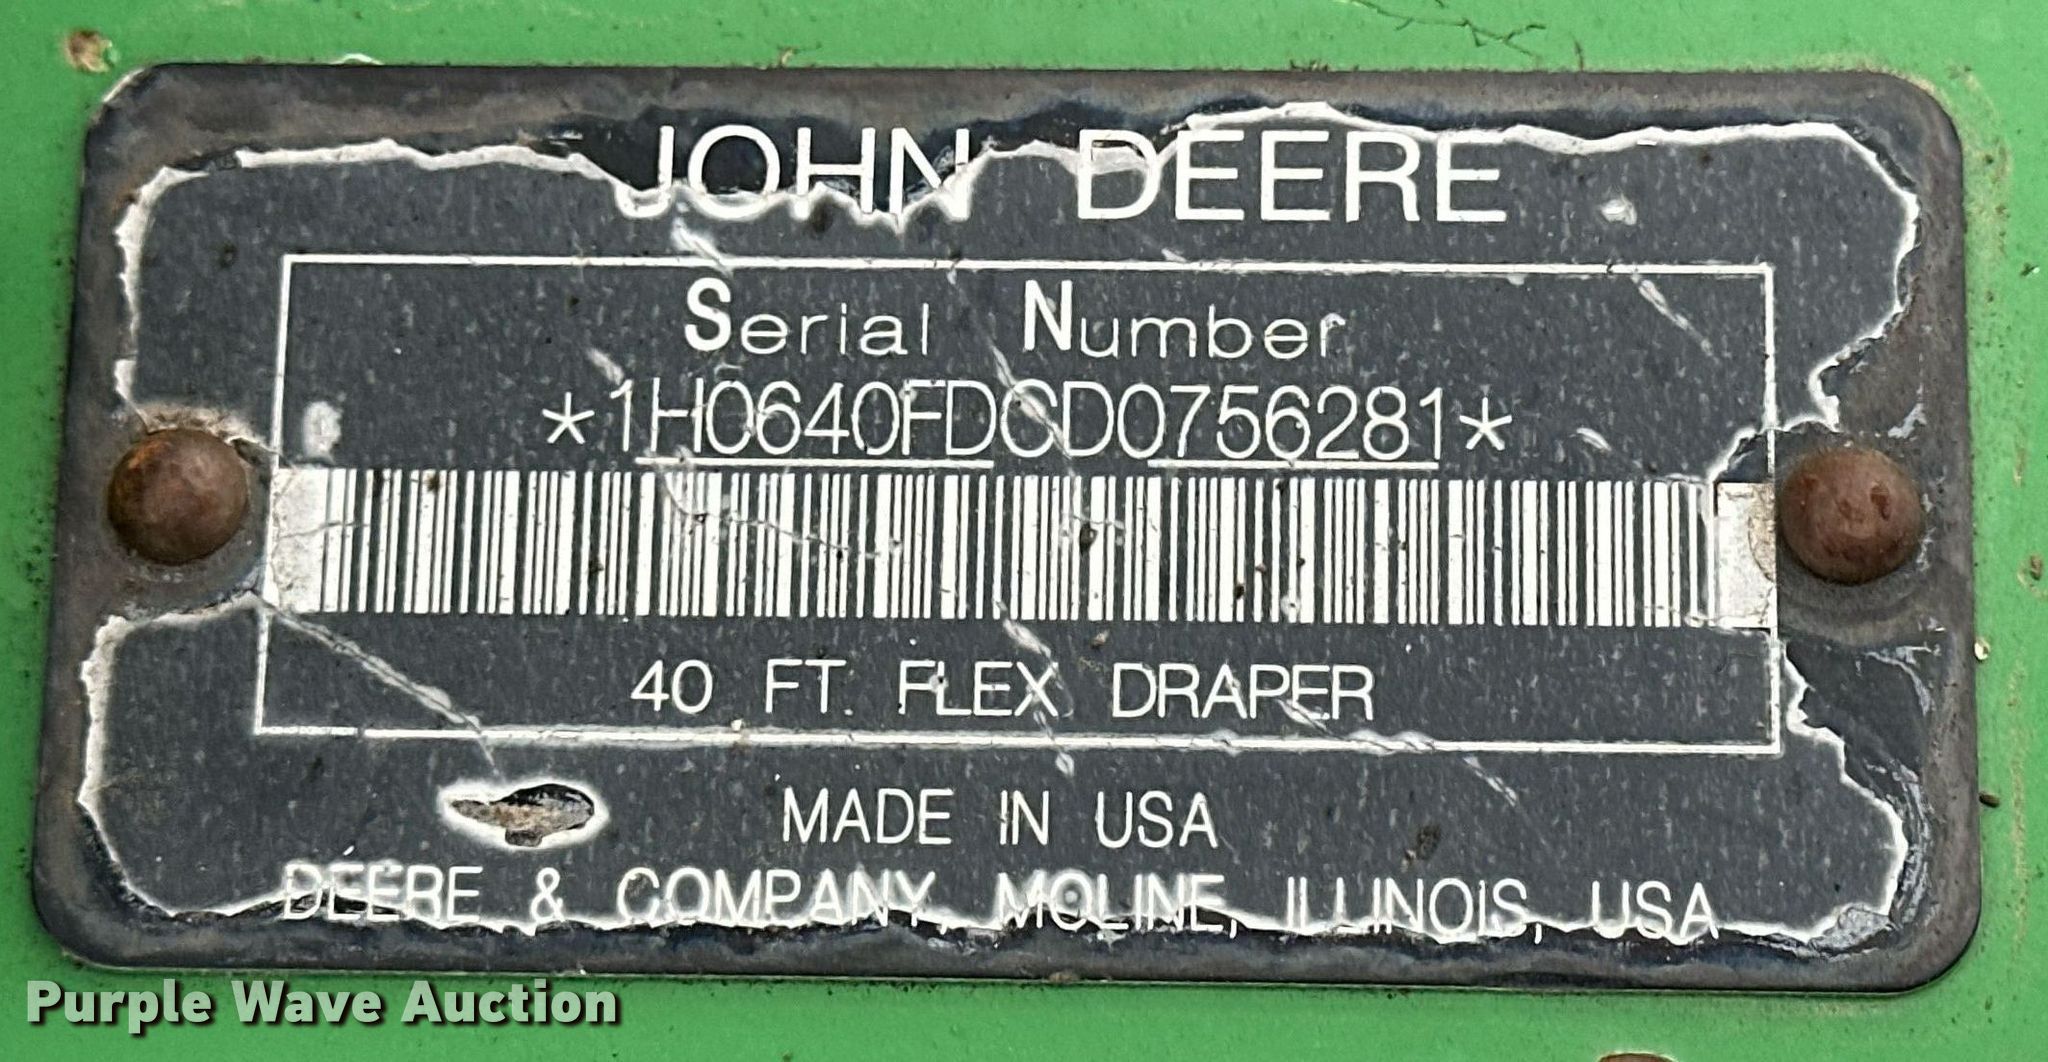 JOHN DEERE
Serial Number
*1H0640FDCD0756281*
40 FT. FLEX DRAPER
MADE IN USA
DEERE & COMPANY, MOLINE, ILLINOIS, USA
Purple Wave Auction